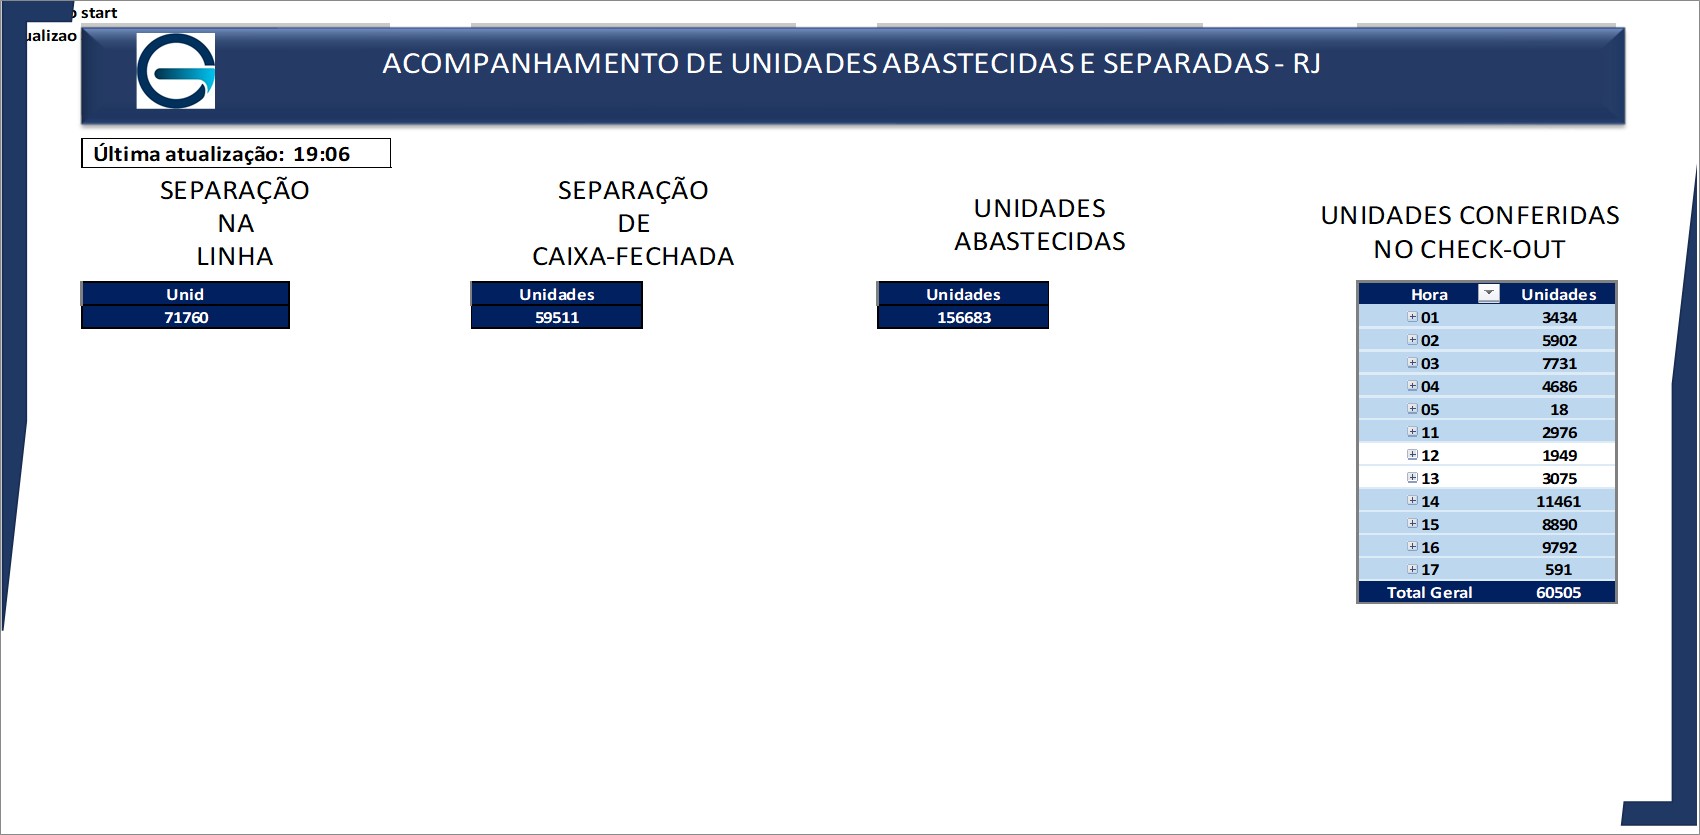 start
ualizao
ACOMPANHAMENTO DE UNIDADES ABASTECIDAS E SEPARADAS - RJ
Última atualização: 19:06
SEPARAÇÃO
NA
LINHA
Unid
71760
SEPARAÇÃO
DE
CAIXA-FECHADA
Unidades
59511
UNIDADES
ABASTECIDAS
Unidades
156683
UNIDADES CONFERIDAS
NO CHECK-OUT
Hora Unidades
01 3434
02 5902
03 7731
04 4686
05 18
11 2976
12 1949
13 3075
14 11461
15 8890
16 9792
17 591
Total Geral 60505